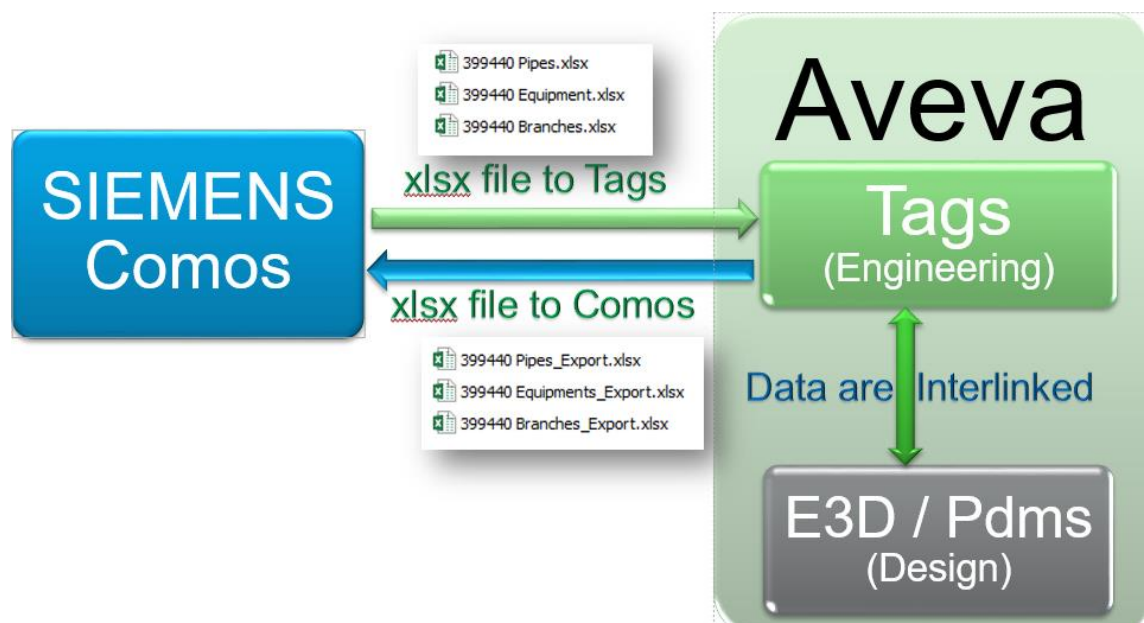 399440 Pipes.xlsx
399440 Equipment.xlsx
399440 Branches.xlsx
SIEMENS
Comos
xlsx file to Tags
xlsx file to Comos
399440 Pipes_Export.xlsx
399440 Equipments_Export.xlsx
399440 Branches_Export.xlsx
Aveva
Tags
(Engineering)
Data are Interlinked
E3D / Pdms
(Design)